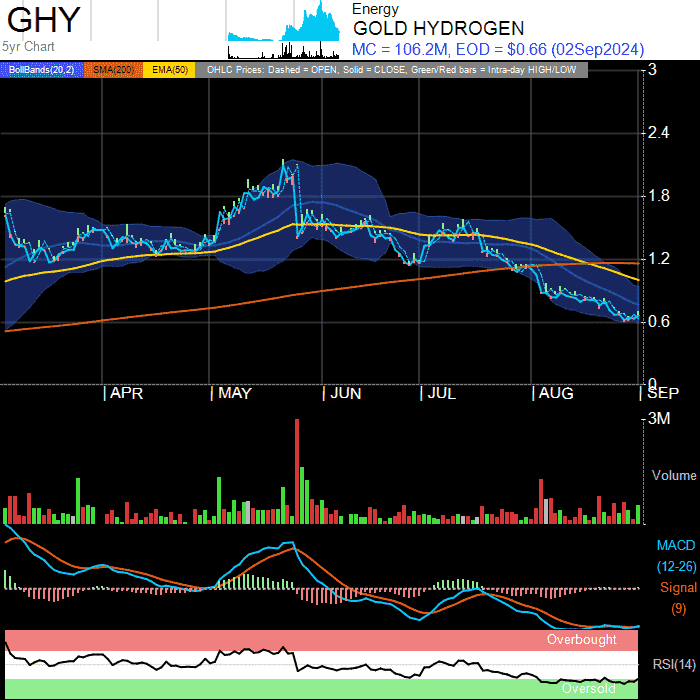 GHY
5yr Chart
Energy
GOLD HYDROGEN
MC = 106.2M, EOD = $0.66 (02Sep2024)
BollBands(20,2) SMA(200) EMA(50) OHLC Prices: Dashed = OPEN, Solid = CLOSE, Green/Red bars = Intra-day HIGH/LOW
3
2.4
1.8
1.2
0.6
0
APR MAY JUN JUL AUG SEP
3M
Volume
MACD
(12-26)
Signal
(9)
Overbought
RSI(14)
Oversold